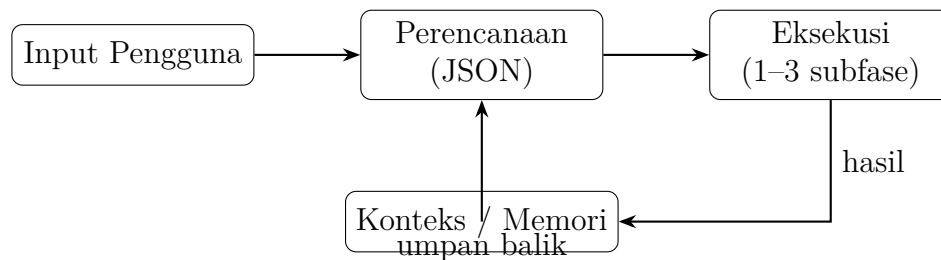 Input Pengguna
Perencanaan
(JSON)
Eksekusi
(1–3 subfase)
hasil
Konteks / Memori
umpan balik